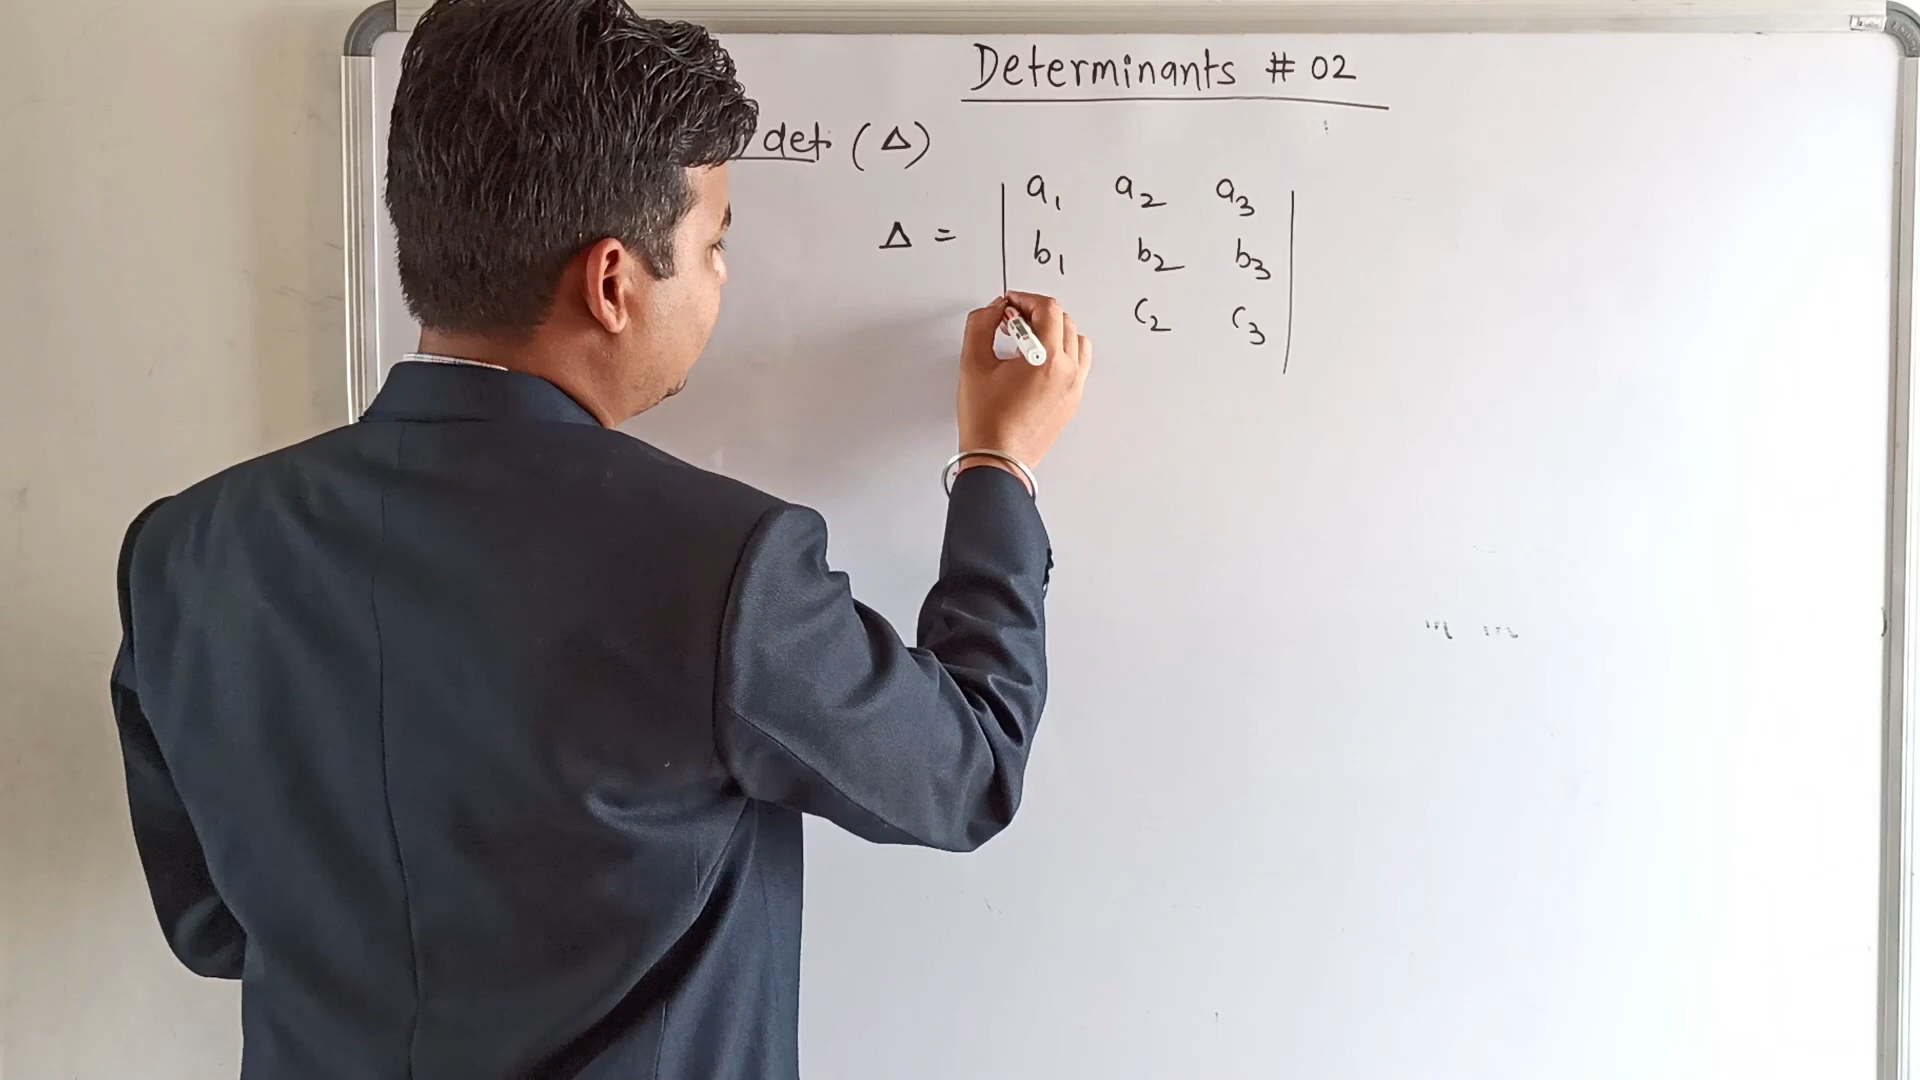 Determinants # 02
det. (Δ)
a₁ a₂ a₃
Δ = b₁ b₂ b₃
c₂ c₃